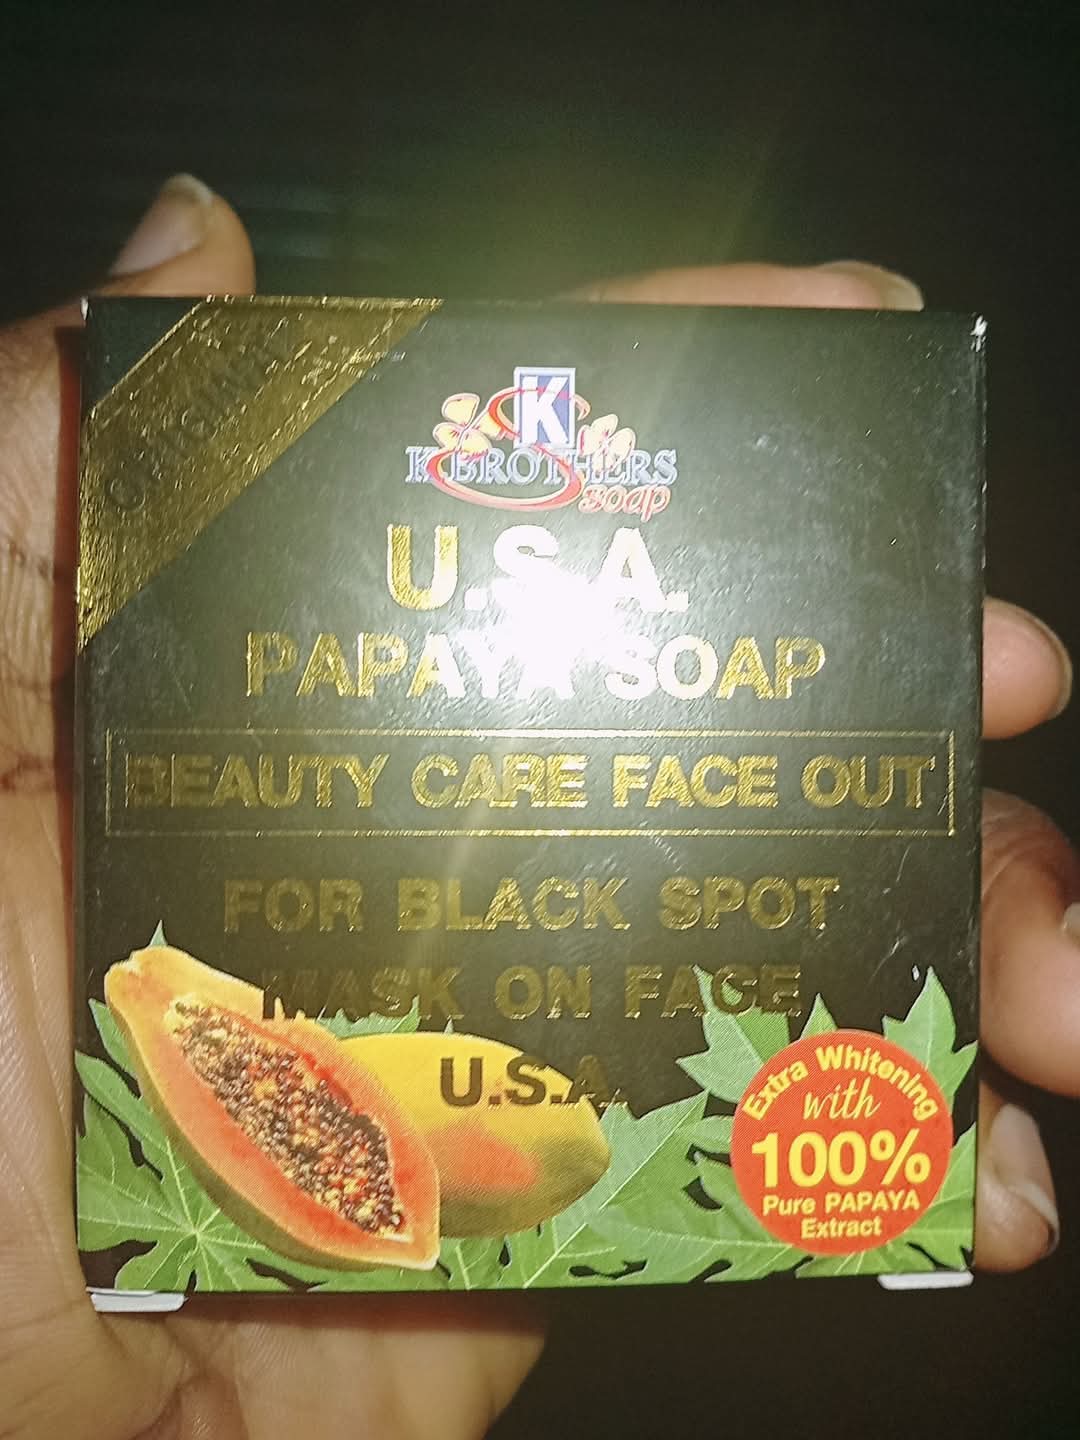 Original
K
K.BROTHERS
soap
U.S.A.
PAPAYA SOAP
BEAUTY CARE FACE OUT
FOR BLACK SPOT
MASK ON FACE
U.S.A.
Extra Whitening
with
100%
Pure PAPAYA
Extract